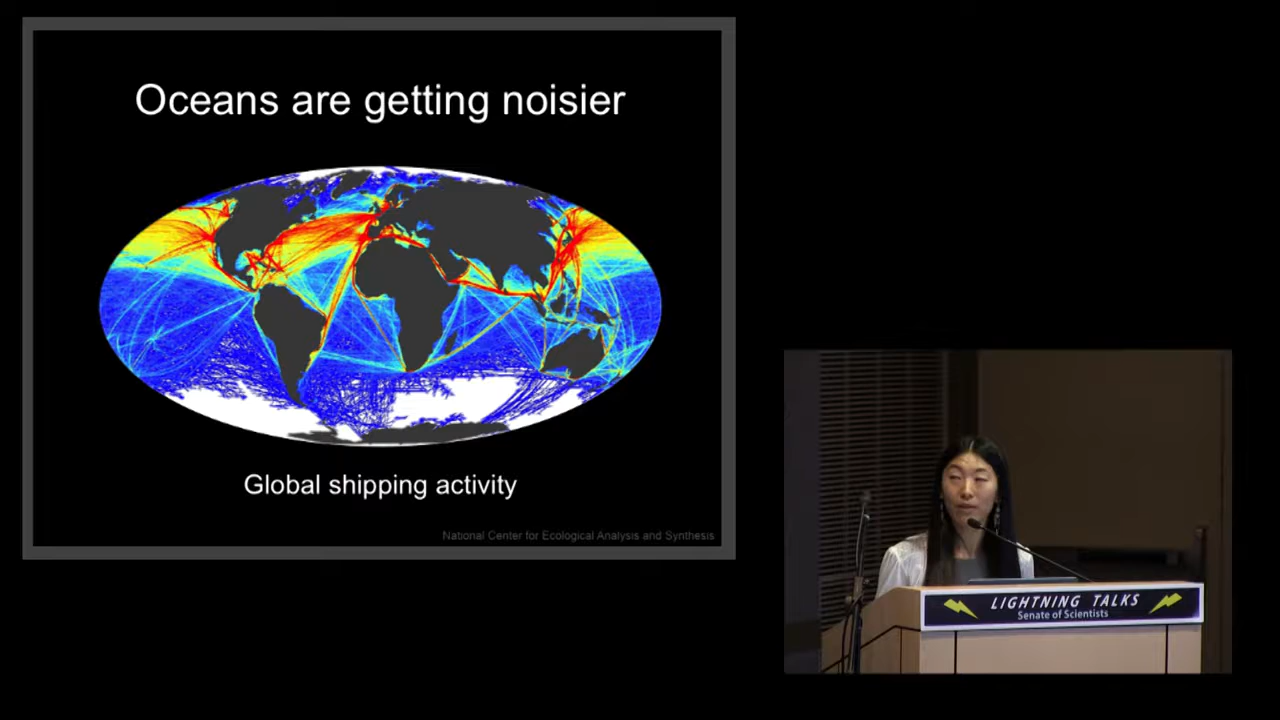 Oceans are getting noisier
Global shipping activity
National Center for Ecological Analysis and Synthesis
LIGHTNING TALKS
Senate of Scientists